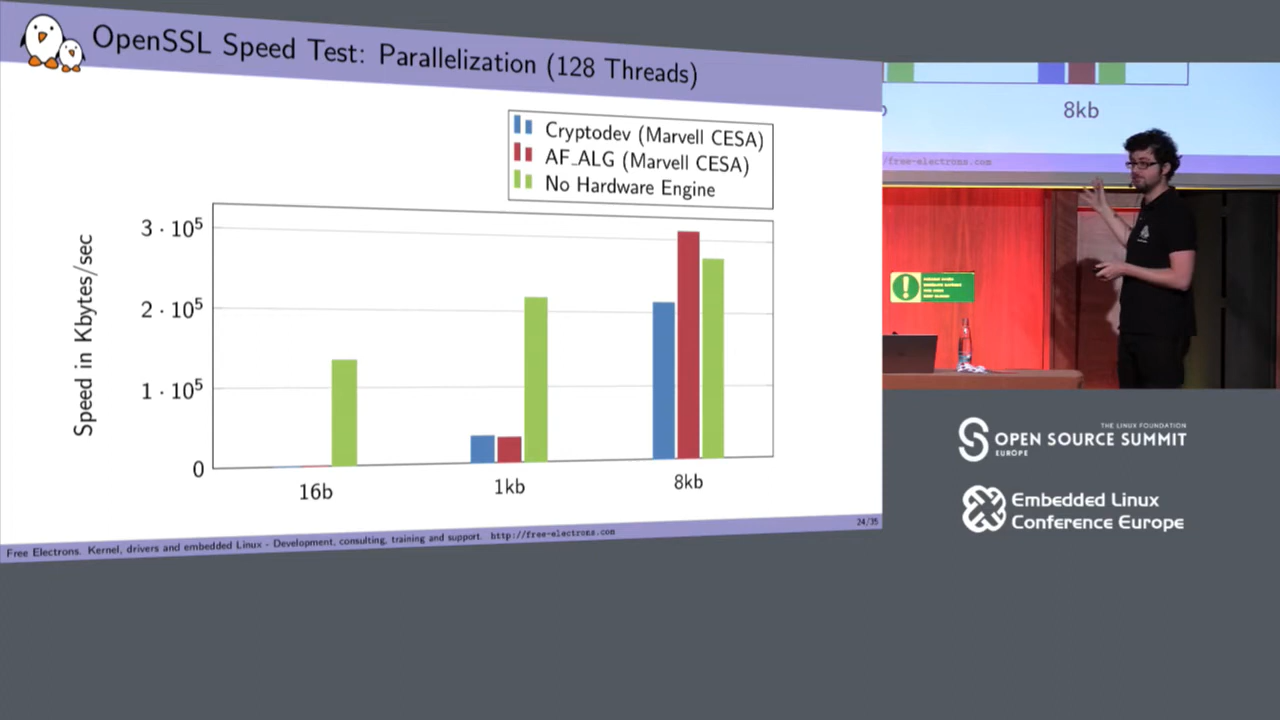 OpenSSL Speed Test: Parallelization (128 Threads)
Cryptodev (Marvell CESA)
AF_ALG (Marvell CESA)
No Hardware Engine
Speed in Kbytes/sec
3 · 10⁵
2 · 10⁵
1 · 10⁵
0
16b
1kb
8kb
24/35
Free Electrons. Kernel, drivers and embedded Linux - Development, consulting, training and support. http://free-electrons.com
8kb
/free-electrons.com
THE LINUX FOUNDATION
OPEN SOURCE SUMMIT
EUROPE
Embedded Linux
Conference Europe